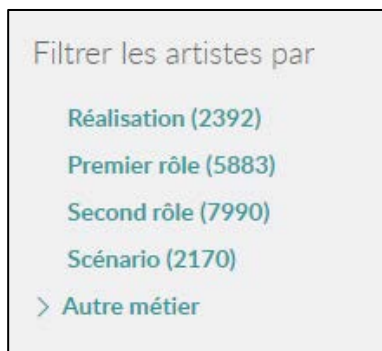 Filtrer les artistes par
Réalisation (2392)
Premier rôle (5883)
Second rôle (7990)
Scénario (2170)
> Autre métier